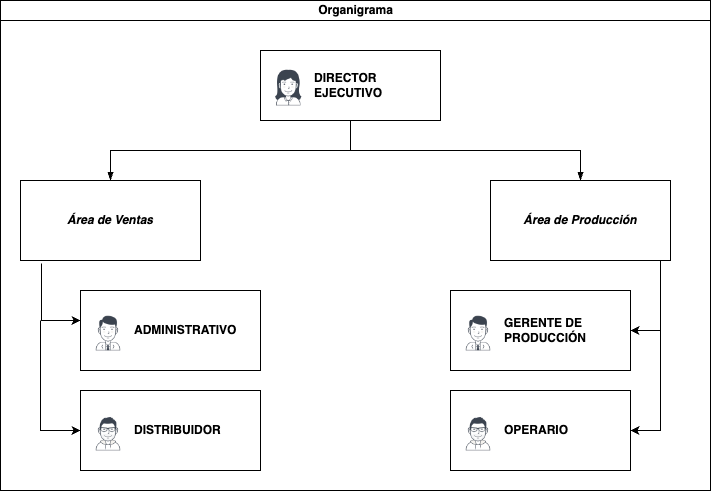 Organigrama
DIRECTOR
EJECUTIVO
Área de Ventas
Área de Producción
ADMINISTRATIVO
GERENTE DE
PRODUCCIÓN
DISTRIBUIDOR
OPERARIO